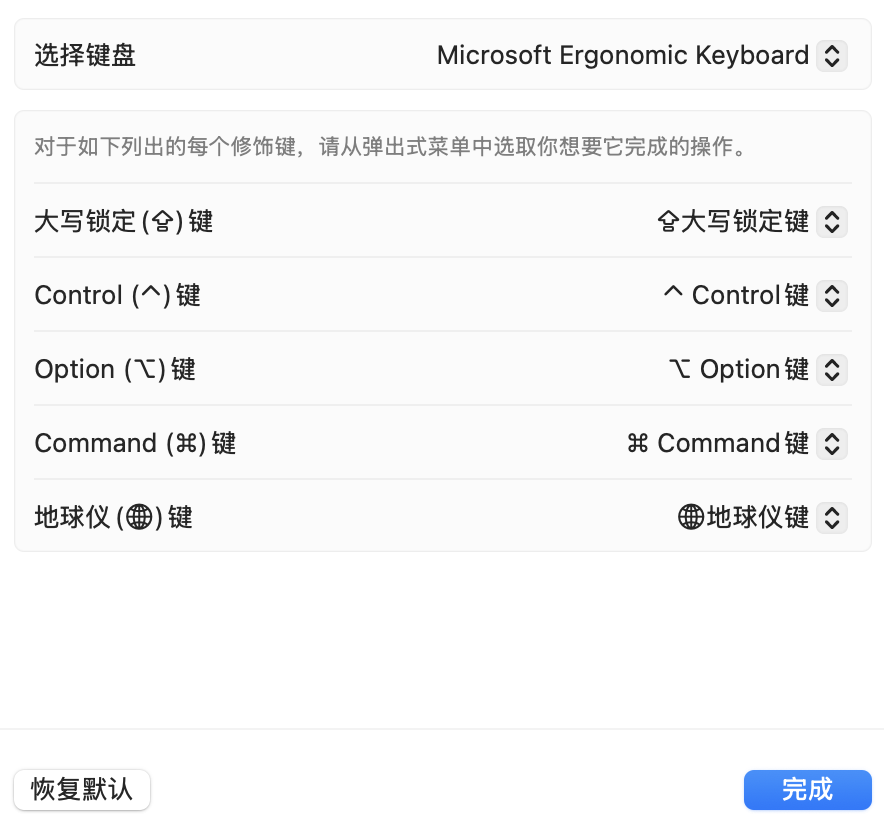 选择键盘 Microsoft Ergonomic Keyboard
对于如下列出的每个修饰键，请从弹出式菜单中选取你想要它完成的操作。
大写锁定 (⇪) 键 ⇪大写锁定键
Control (^) 键 ^ Control键
Option (⌥) 键 ⌥ Option键
Command (⌘) 键 ⌘ Command键
地球仪 (🌐) 键 🌐地球仪键
恢复默认 完成